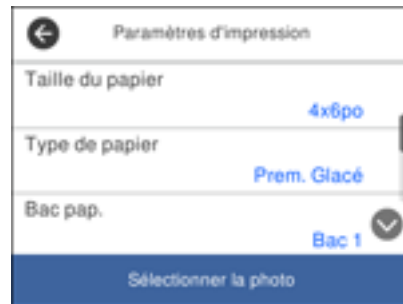 Paramètres d'impression
Taille du papier
4x6po
Type de papier
Prem. Glacé
Bac pap.
Bac 1
Sélectionner la photo